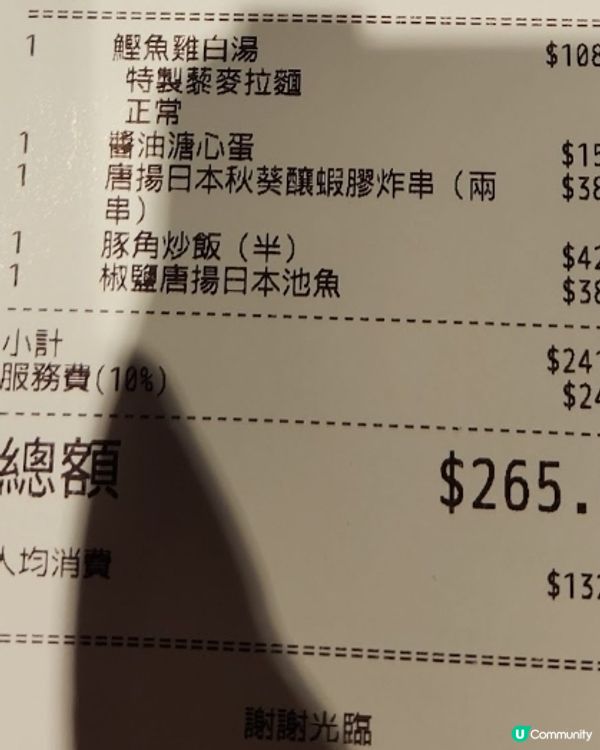 1 鰹魚雞白湯 $108
特製藜麥拉麵
正常
1 醬油溏心蛋 $15
1 唐揚日本秋葵釀蝦膠炸串（兩 $38
串）
1 豚角炒飯（半） $42
1 椒鹽唐揚日本池魚 $38
小計 $241
服務費(10%) $24
總額 $265.
人均消費 $132
謝謝光臨
U Community